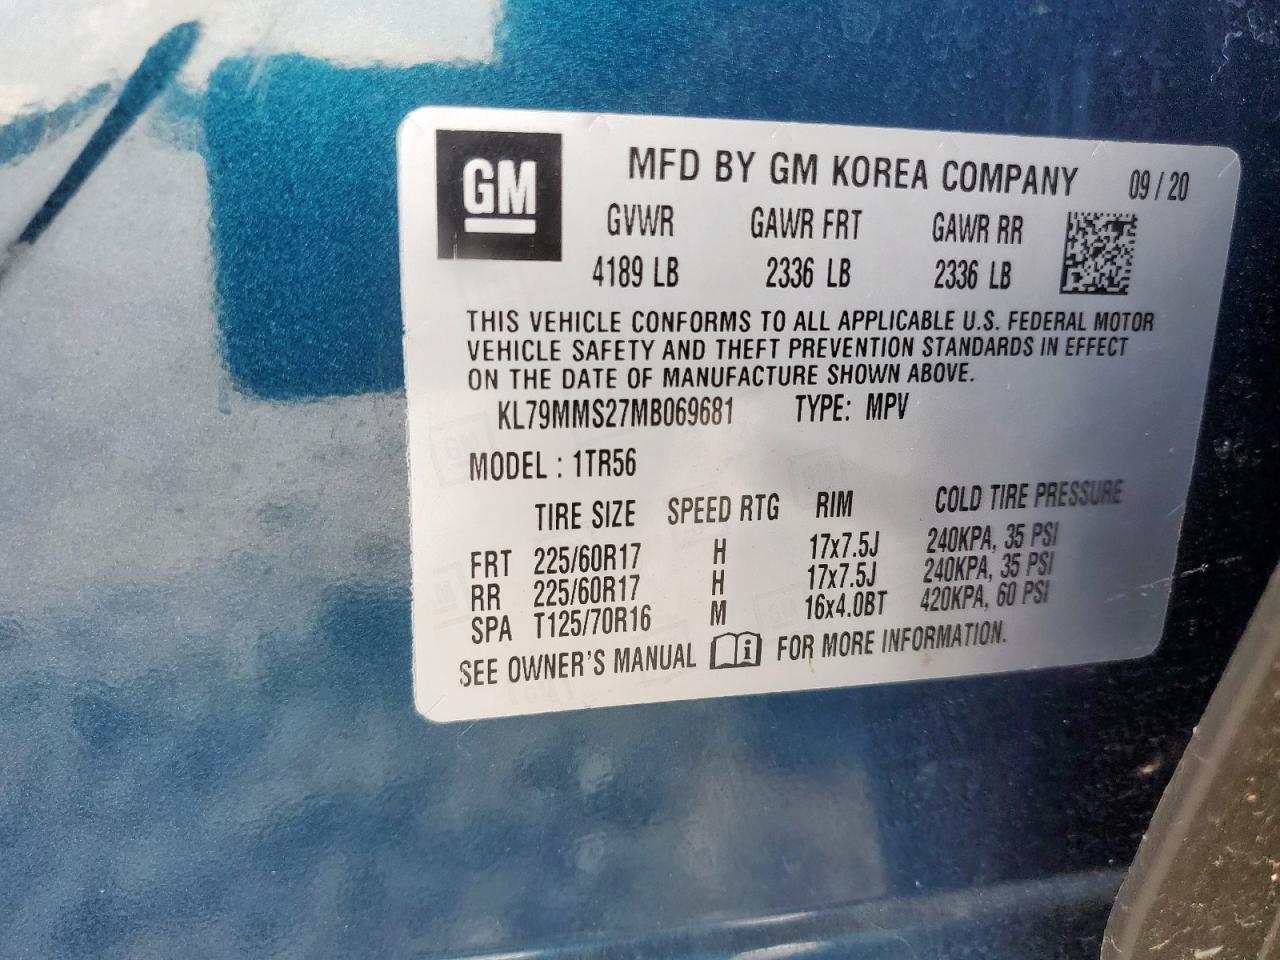 GM
MFD BY GM KOREA COMPANY 09 / 20
GVWR GAWR FRT GAWR RR
4189 LB 2336 LB 2336 LB
THIS VEHICLE CONFORMS TO ALL APPLICABLE U.S. FEDERAL MOTOR
VEHICLE SAFETY AND THEFT PREVENTION STANDARDS IN EFFECT
ON THE DATE OF MANUFACTURE SHOWN ABOVE.
KL79MMS27MB069681 TYPE: MPV
MODEL : 1TR56
TIRE SIZE SPEED RTG RIM COLD TIRE PRESSURE
FRT 225/60R17 H 17x7.5J 240KPA, 35 PSI
RR 225/60R17 H 17x7.5J 240KPA, 35 PSI
SPA T125/70R16 M 16x4.0BT 420KPA, 60 PSI
SEE OWNER'S MANUAL i FOR MORE INFORMATION.